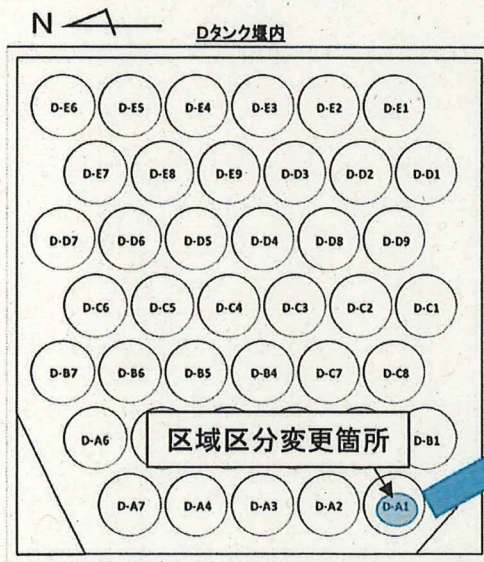 N
Dタンク堰内
D-E6 D-E5 D-E4 D-E3 D-E2 D-E1
D-E7 D-E8 D-E9 D-D3 D-D2 D-D1
D-D7 D-D6 D-D5 D-D4 D-D8 D-D9
D-C6 D-C5 D-C4 D-C3 D-C2 D-C1
D-B7 D-B6 D-B5 D-B4 D-C7 D-C8
D-A6 D-B1
区域区分変更箇所
D-A7 D-A4 D-A3 D-A2 D-A1